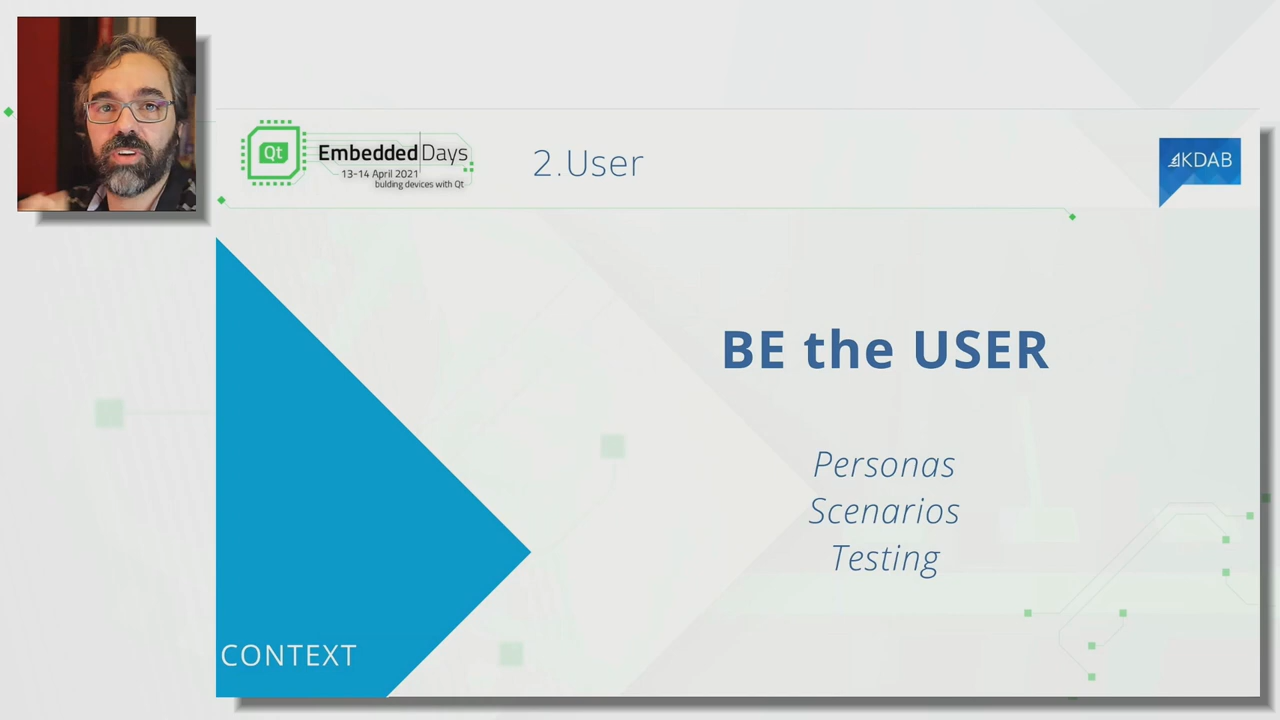 Qt
Embedded Days
13-14 April 2021
bulding devices with Qt
2.User
KDAB
BE the USER
Personas
Scenarios
Testing
CONTEXT